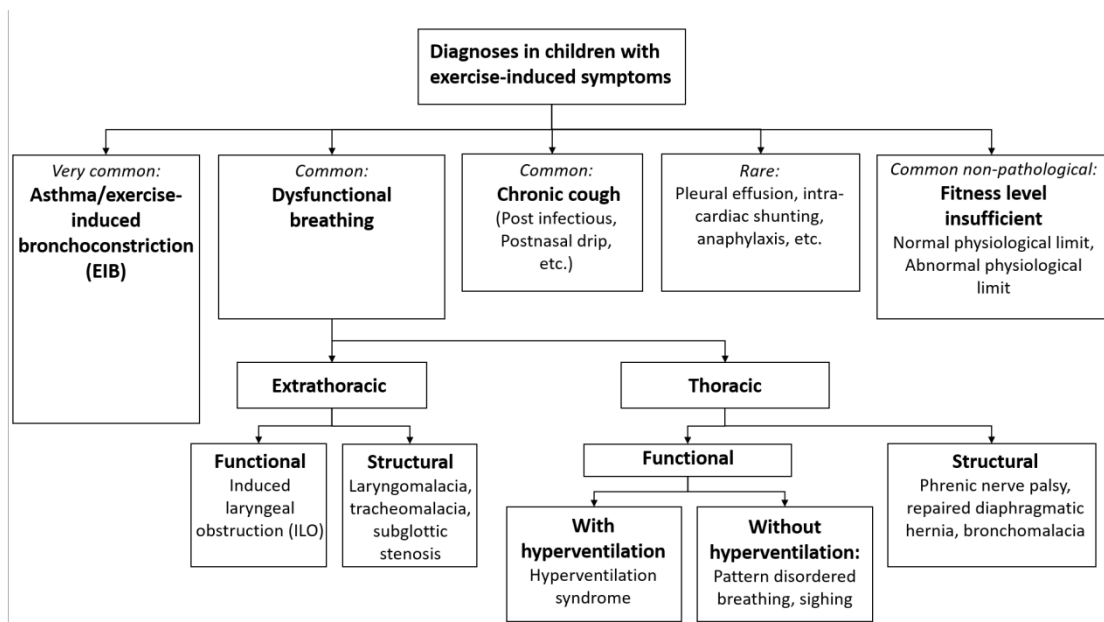 Diagnoses in children with
exercise-induced symptoms
Very common:
Asthma/exercise-
induced
bronchoconstriction
(EIB)
Common:
Dysfunctional
breathing
Common:
Chronic cough
(Post infectious,
Postnasal drip,
etc.)
Rare:
Pleural effusion, intra-
cardiac shunting,
anaphylaxis, etc.
Common non-pathological:
Fitness level
insufficient
Normal physiological limit,
Abnormal physiological
limit
Extrathoracic
Thoracic
Functional
Induced
laryngeal
obstruction (ILO)
Structural
Laryngomalacia,
tracheomalacia,
subglottic
stenosis
Functional
With
hyperventilation
Hyperventilation
syndrome
Without
hyperventilation:
Pattern disordered
breathing, sighing
Structural
Phrenic nerve palsy,
repaired diaphragmatic
hernia, bronchomalacia